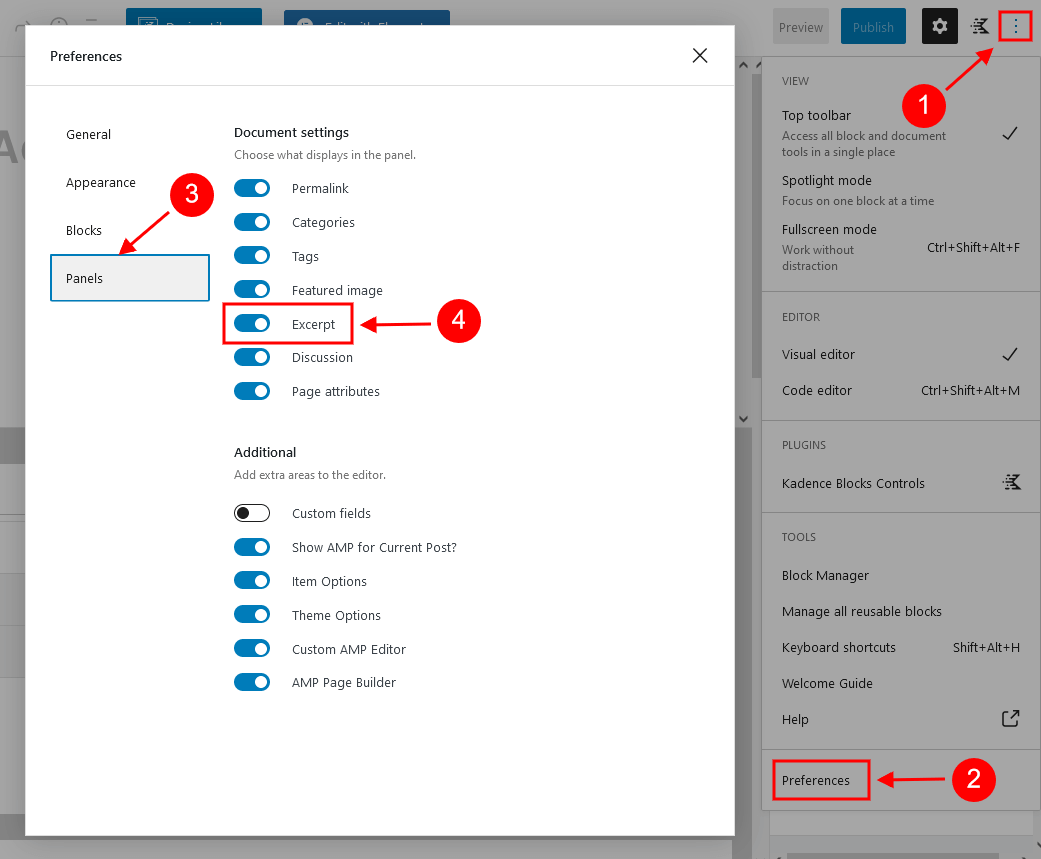 Preview
Publish
Preferences
General
Appearance
Blocks
Panels
Document settings
Choose what displays in the panel.
Permalink
Categories
Tags
Featured image
Excerpt
Discussion
Page attributes
Additional
Add extra areas to the editor.
Custom fields
Show AMP for Current Post?
Item Options
Theme Options
Custom AMP Editor
AMP Page Builder
VIEW
Top toolbar
Access all block and document
tools in a single place
Spotlight mode
Focus on one block at a time
Fullscreen mode
Work without
distraction
Ctrl+Shift+Alt+F
EDITOR
Visual editor
Code editor Ctrl+Shift+Alt+M
PLUGINS
Kadence Blocks Controls
TOOLS
Block Manager
Manage all reusable blocks
Keyboard shortcuts Shift+Alt+H
Welcome Guide
Help
Preferences
1
2
3
4